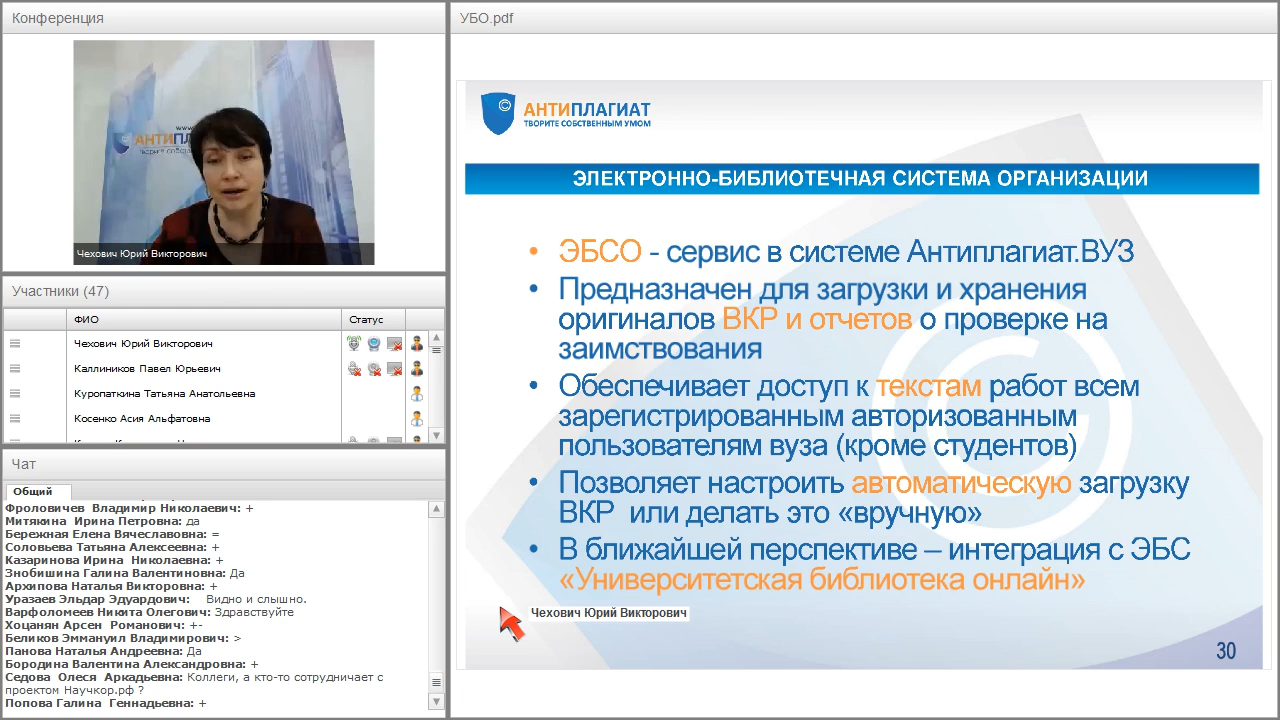 Конференция
www
АНТИПЛ
Чехович Юрий Викторович
Участники (47)
ФИО
Статус
Чехович Юрий Викторович
Каллиников Павел Юрьевич
Куропаткина Татьяна Анатольевна
Косенко Асия Альфатовна
Чат
Общий
Фроловичев Владимир Николаевич: +
Митякина Ирина Петровна: да
Бережная Елена Вячеславовна: =
Соловьева Татьяна Алексеевна: +
Казаринова Ирина Николаевна: +
Знобишина Галина Валентиновна: Да
Архипова Наталья Викторовна: +
Уразаев Эльдар Эдуардович: Видно и слышно.
Варфоломеев Никита Олегович: Здравствуйте
Хоцанян Арсен Романович: +-
Беликов Эммануил Владимирович: >
Панова Наталья Андреевна: Да
Бородина Валентина Александровна: +
Седова Олеся Аркадьевна: Коллеги, а кто-то сотрудничает с
проектом Научкор.рф ?
Попова Галина Геннадьевна: +
УБО.pdf
© АНТИПЛАГИАТ
ТВОРИТЕ СОБСТВЕННЫМ УМОМ
ЭЛЕКТРОННО-БИБЛИОТЕЧНАЯ СИСТЕМА ОРГАНИЗАЦИИ
• ЭБСО - сервис в системе Антиплагиат.ВУЗ
• Предназначен для загрузки и хранения
оригиналов ВКР и отчетов о проверке на
заимствования
• Обеспечивает доступ к текстам работ всем
зарегистрированным авторизованным
пользователям вуза (кроме студентов)
• Позволяет настроить автоматическую загрузку
ВКР или делать это «вручную»
• В ближайшей перспективе – интеграция с ЭБС
«Университетская библиотека онлайн»
Чехович Юрий Викторович
30